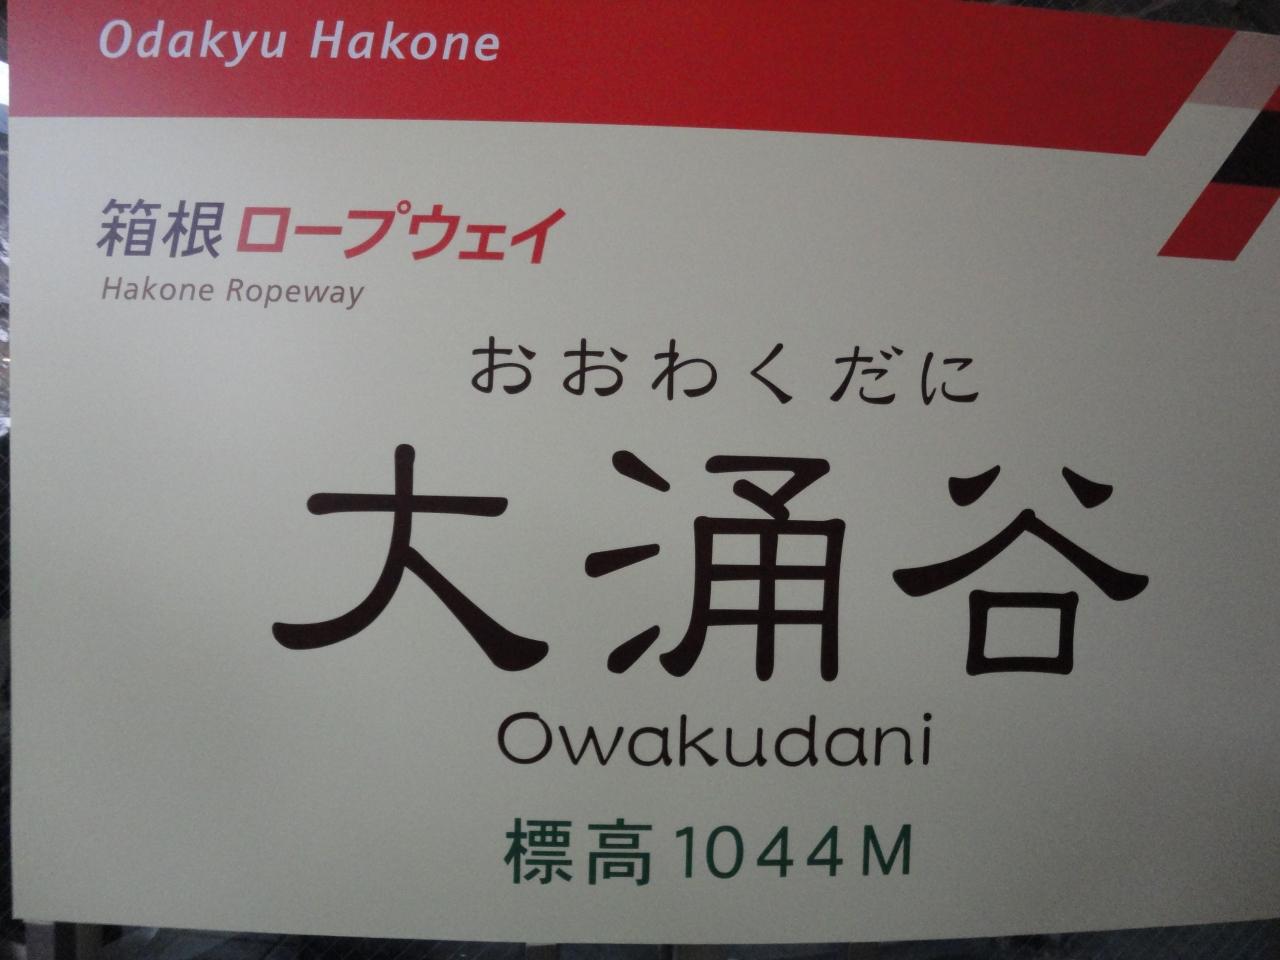 Odakyu Hakone
箱根ロープウェイ
Hakone Ropeway
おおわくだに
大涌谷
Owakudani
標高1044M